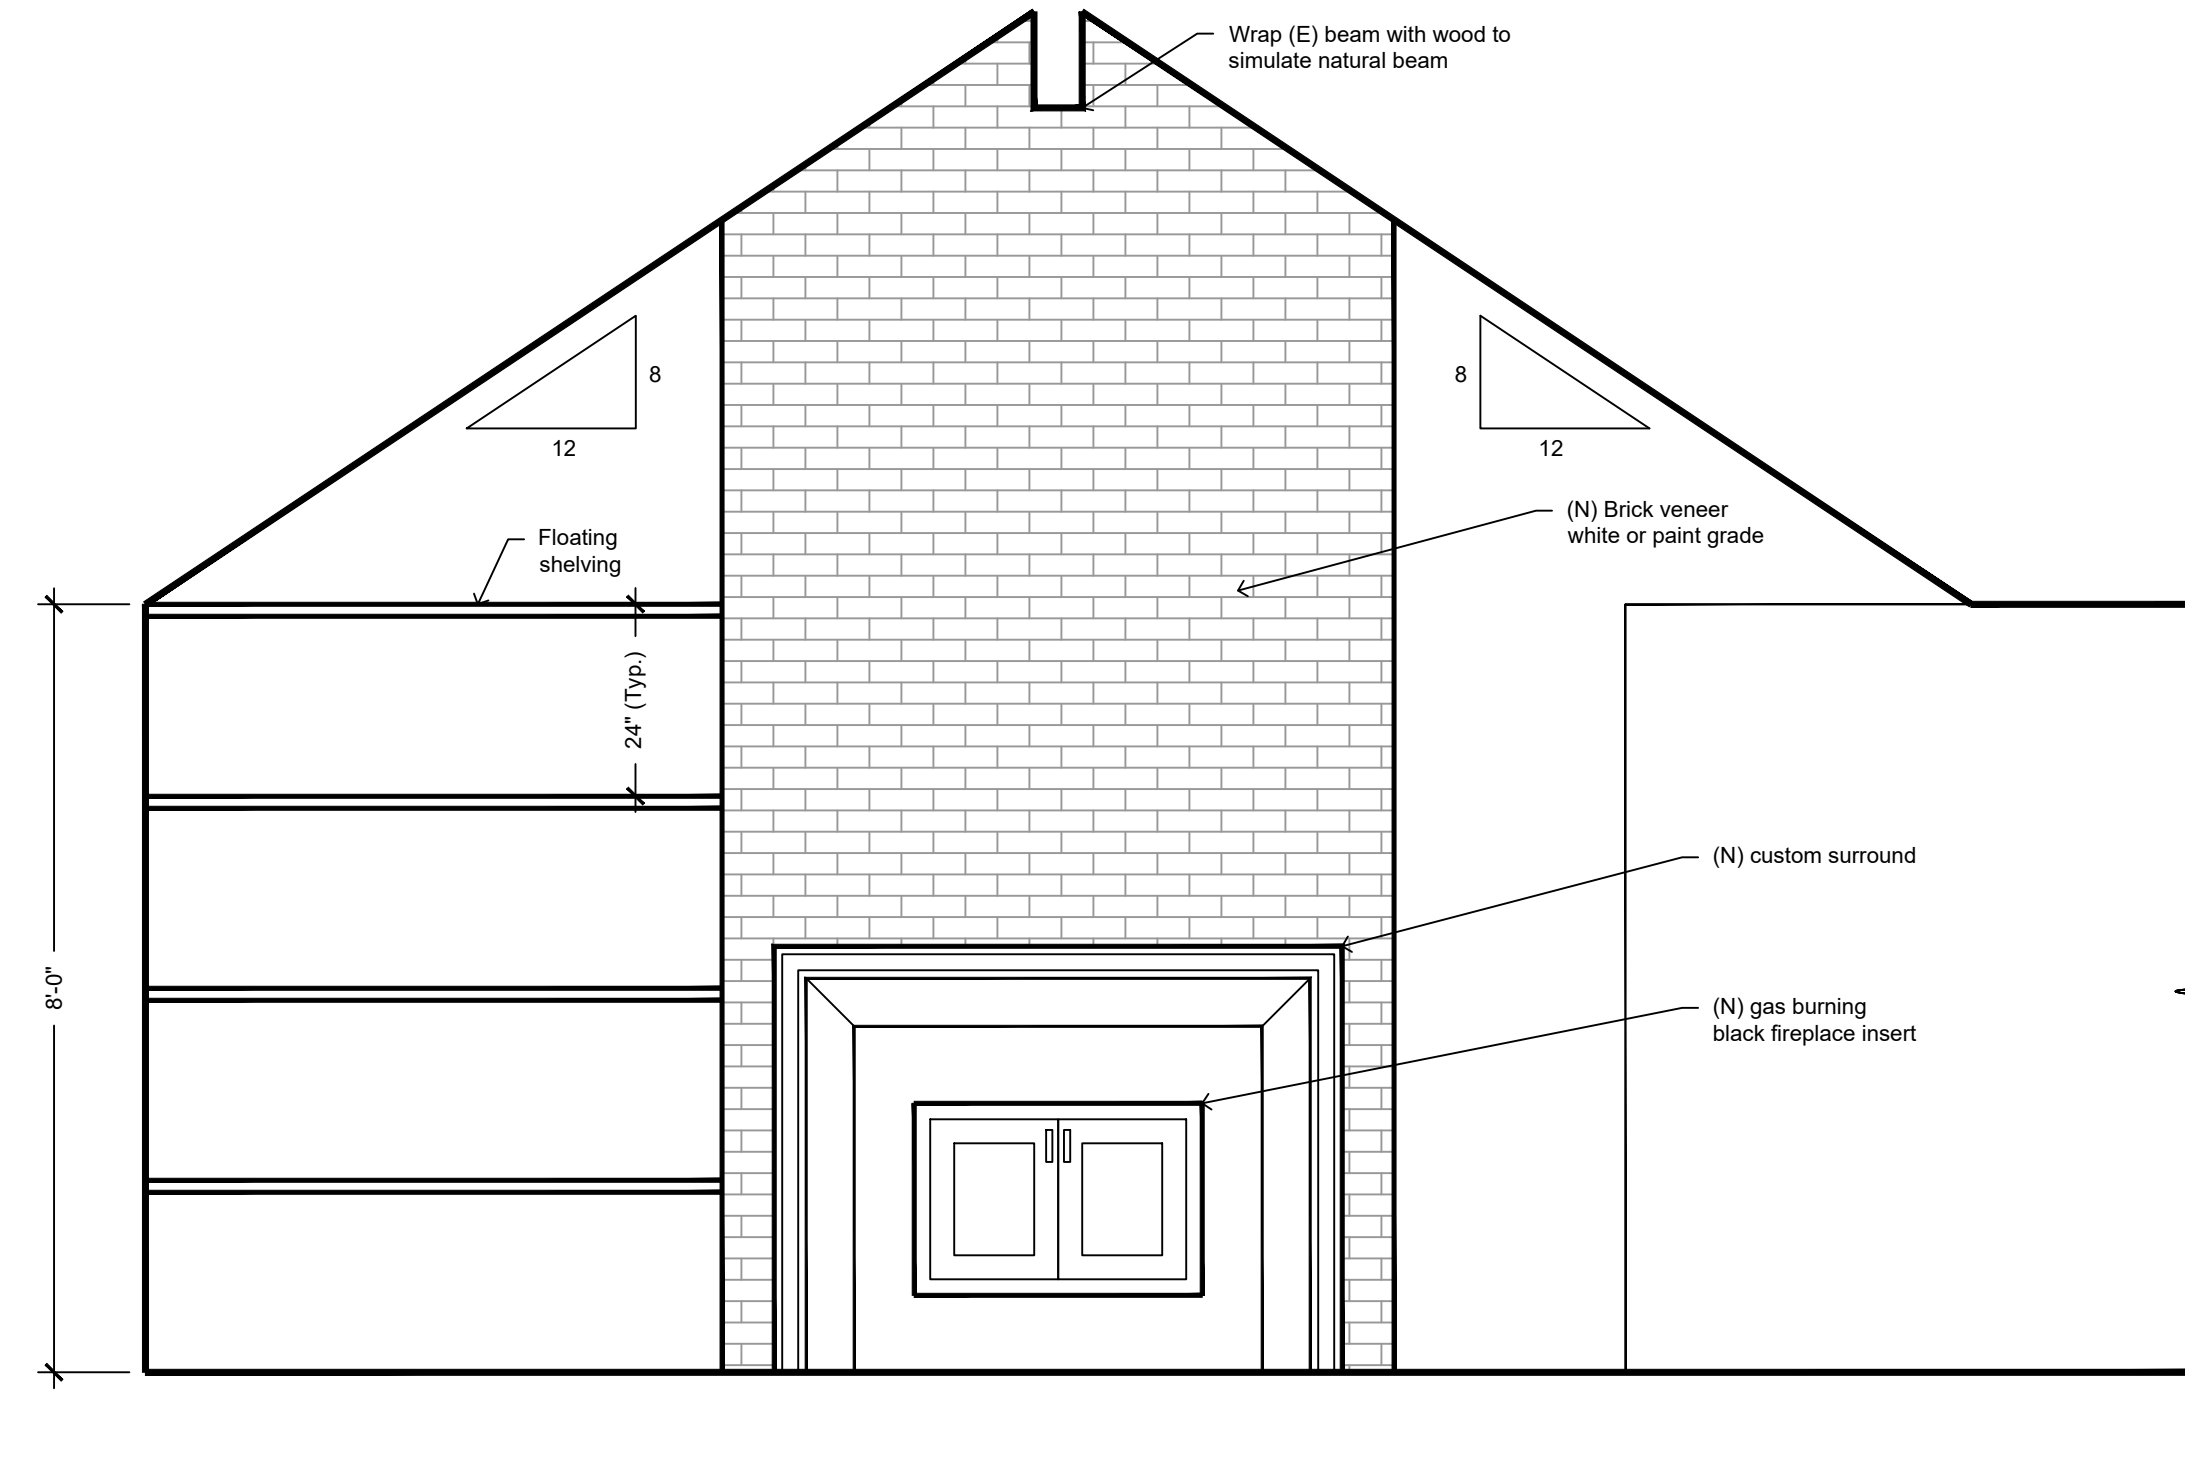 Wrap (E) beam with wood to
simulate natural beam
8
12
8
12
(N) Brick veneer
white or paint grade
Floating
shelving
24" (Typ.)
(N) custom surround
8'-0"
(N) gas burning
black fireplace insert